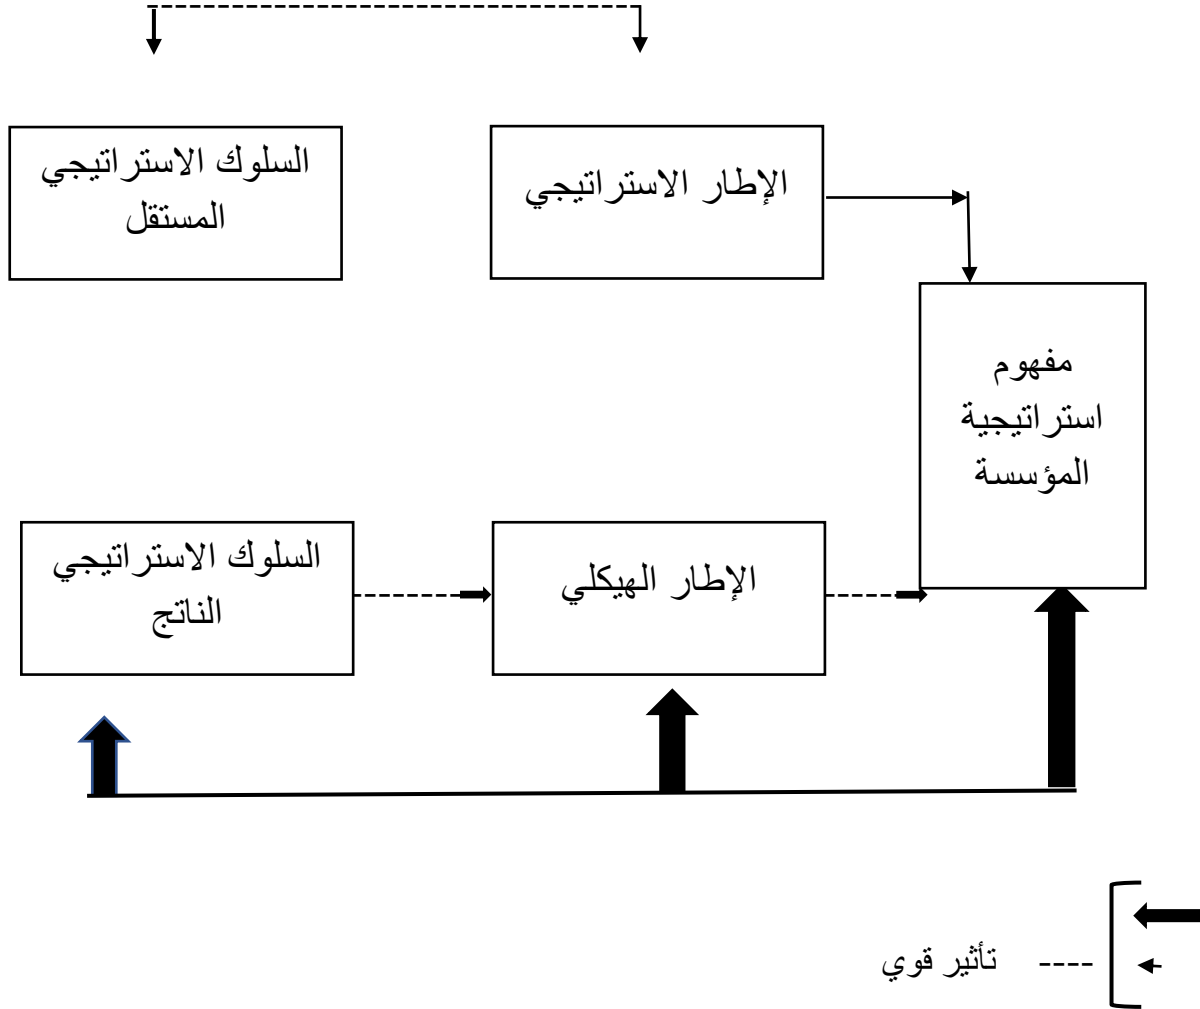 الإطار الاستراتيجي
السلوك الاستراتيجي
المستقل
مفهوم
استراتيجية
المؤسسة
الإطار الهيكلي
السلوك الاستراتيجي
الناتج
تأثير قوي